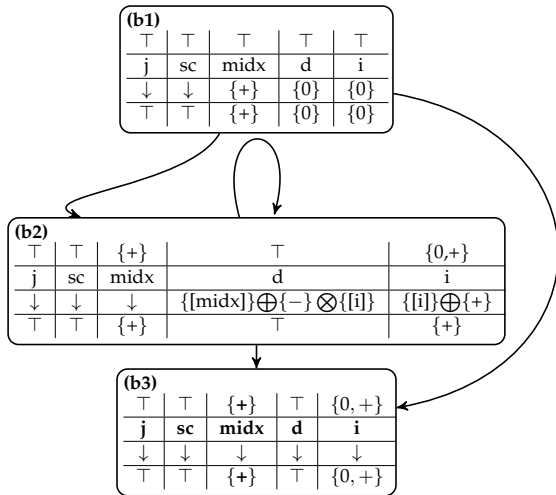 (b1)
⊤ ⊤ ⊤ ⊤ ⊤
j sc midx d i
↓ ↓ {+} {0} {0}
⊤ ⊤ {+} {0} {0}
(b2)
⊤ ⊤ {+} ⊤ {0,+}
j sc midx d i
↓ ↓ ↓ {[midx]}⨁{−}⨂{[i]} {[i]}⨁{+}
⊤ ⊤ {+} ⊤ {+}
(b3)
⊤ ⊤ {+} ⊤ {0, +}
j sc midx d i
↓ ↓ ↓ ↓ ↓
⊤ ⊤ {+} ⊤ {0, +}